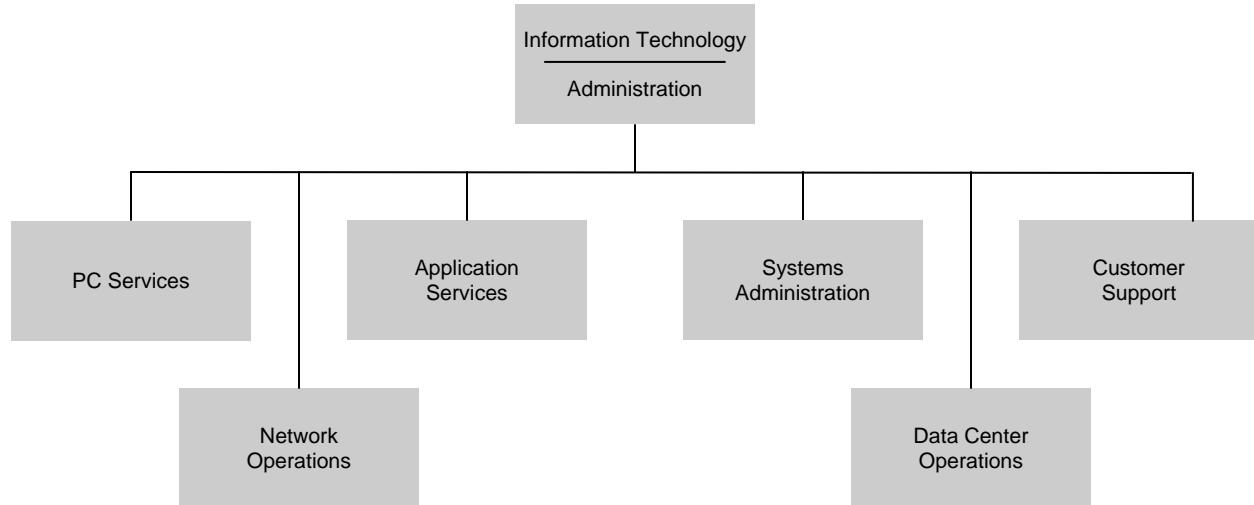 Information Technology
Administration
PC Services
Application
Services
Systems
Administration
Customer
Support
Network
Operations
Data Center
Operations